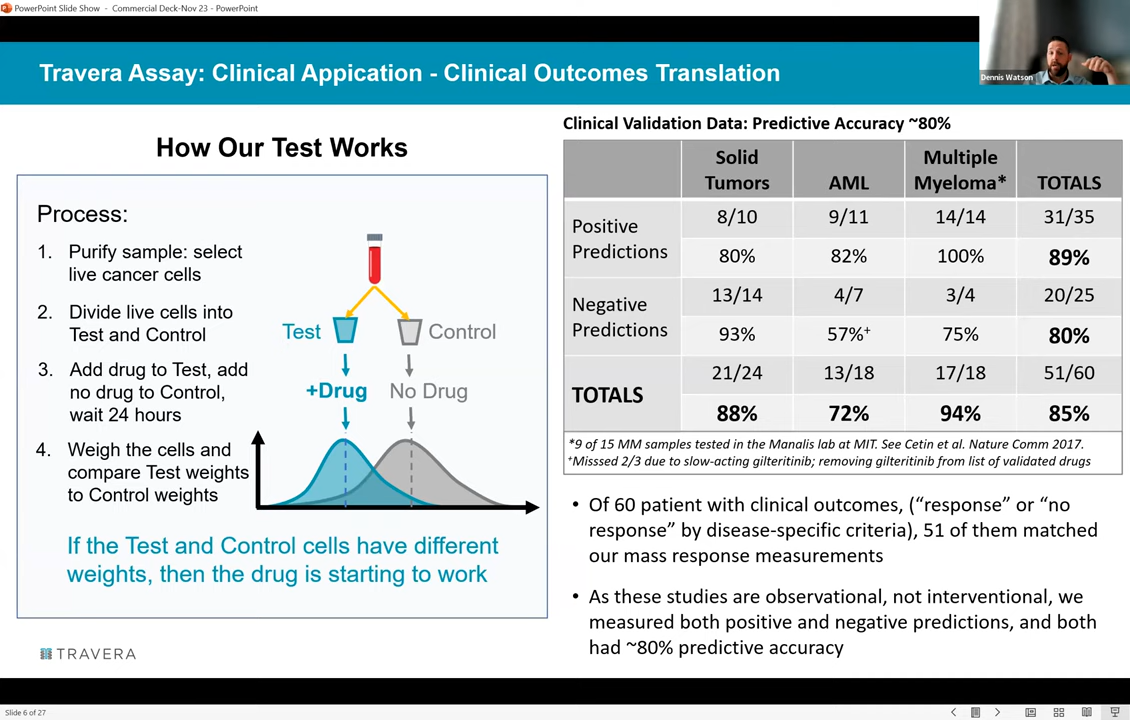 PowerPoint Slide Show - Commercial Deck-Nov 23 - PowerPoint
Dennis Watson
Travera Assay: Clinical Appication - Clinical Outcomes Translation
How Our Test Works
Process:
1. Purify sample: select
live cancer cells
2. Divide live cells into
Test and Control
3. Add drug to Test, add
no drug to Control,
wait 24 hours
4. Weigh the cells and
compare Test weights
to Control weights
Test
Control
+Drug
No Drug
If the Test and Control cells have different
weights, then the drug is starting to work
TRAVERA
Clinical Validation Data: Predictive Accuracy ~80%
Solid
Tumors
AML
Multiple
Myeloma*
TOTALS
Positive
Predictions
8/10 9/11 14/14 31/35
80% 82% 100% 89%
Negative
Predictions
13/14 4/7 3/4 20/25
93% 57%+ 75% 80%
TOTALS
21/24 13/18 17/18 51/60
88% 72% 94% 85%
*9 of 15 MM samples tested in the Manalis lab at MIT. See Cetin et al. Nature Comm 2017.
+Misssed 2/3 due to slow-acting gilteritinib; removing gilteritinib from list of validated drugs
• Of 60 patient with clinical outcomes, (“response” or “no
response” by disease-specific criteria), 51 of them matched
our mass response measurements
• As these studies are observational, not interventional, we
measured both positive and negative predictions, and both
had ~80% predictive accuracy
Slide 6 of 27